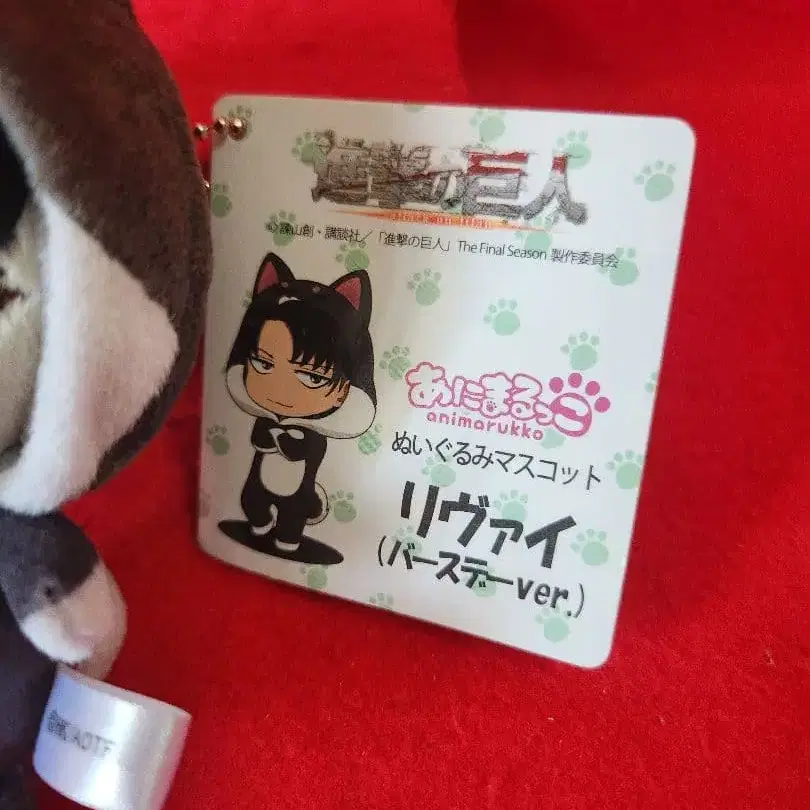 進撃の巨人
attack on titan
©諫山創・講談社／「進撃の巨人」The Final Season 製作委員会
あにまるっこ
animarukko
ぬいぐるみマスコット
リヴァイ
(バースデーver.)